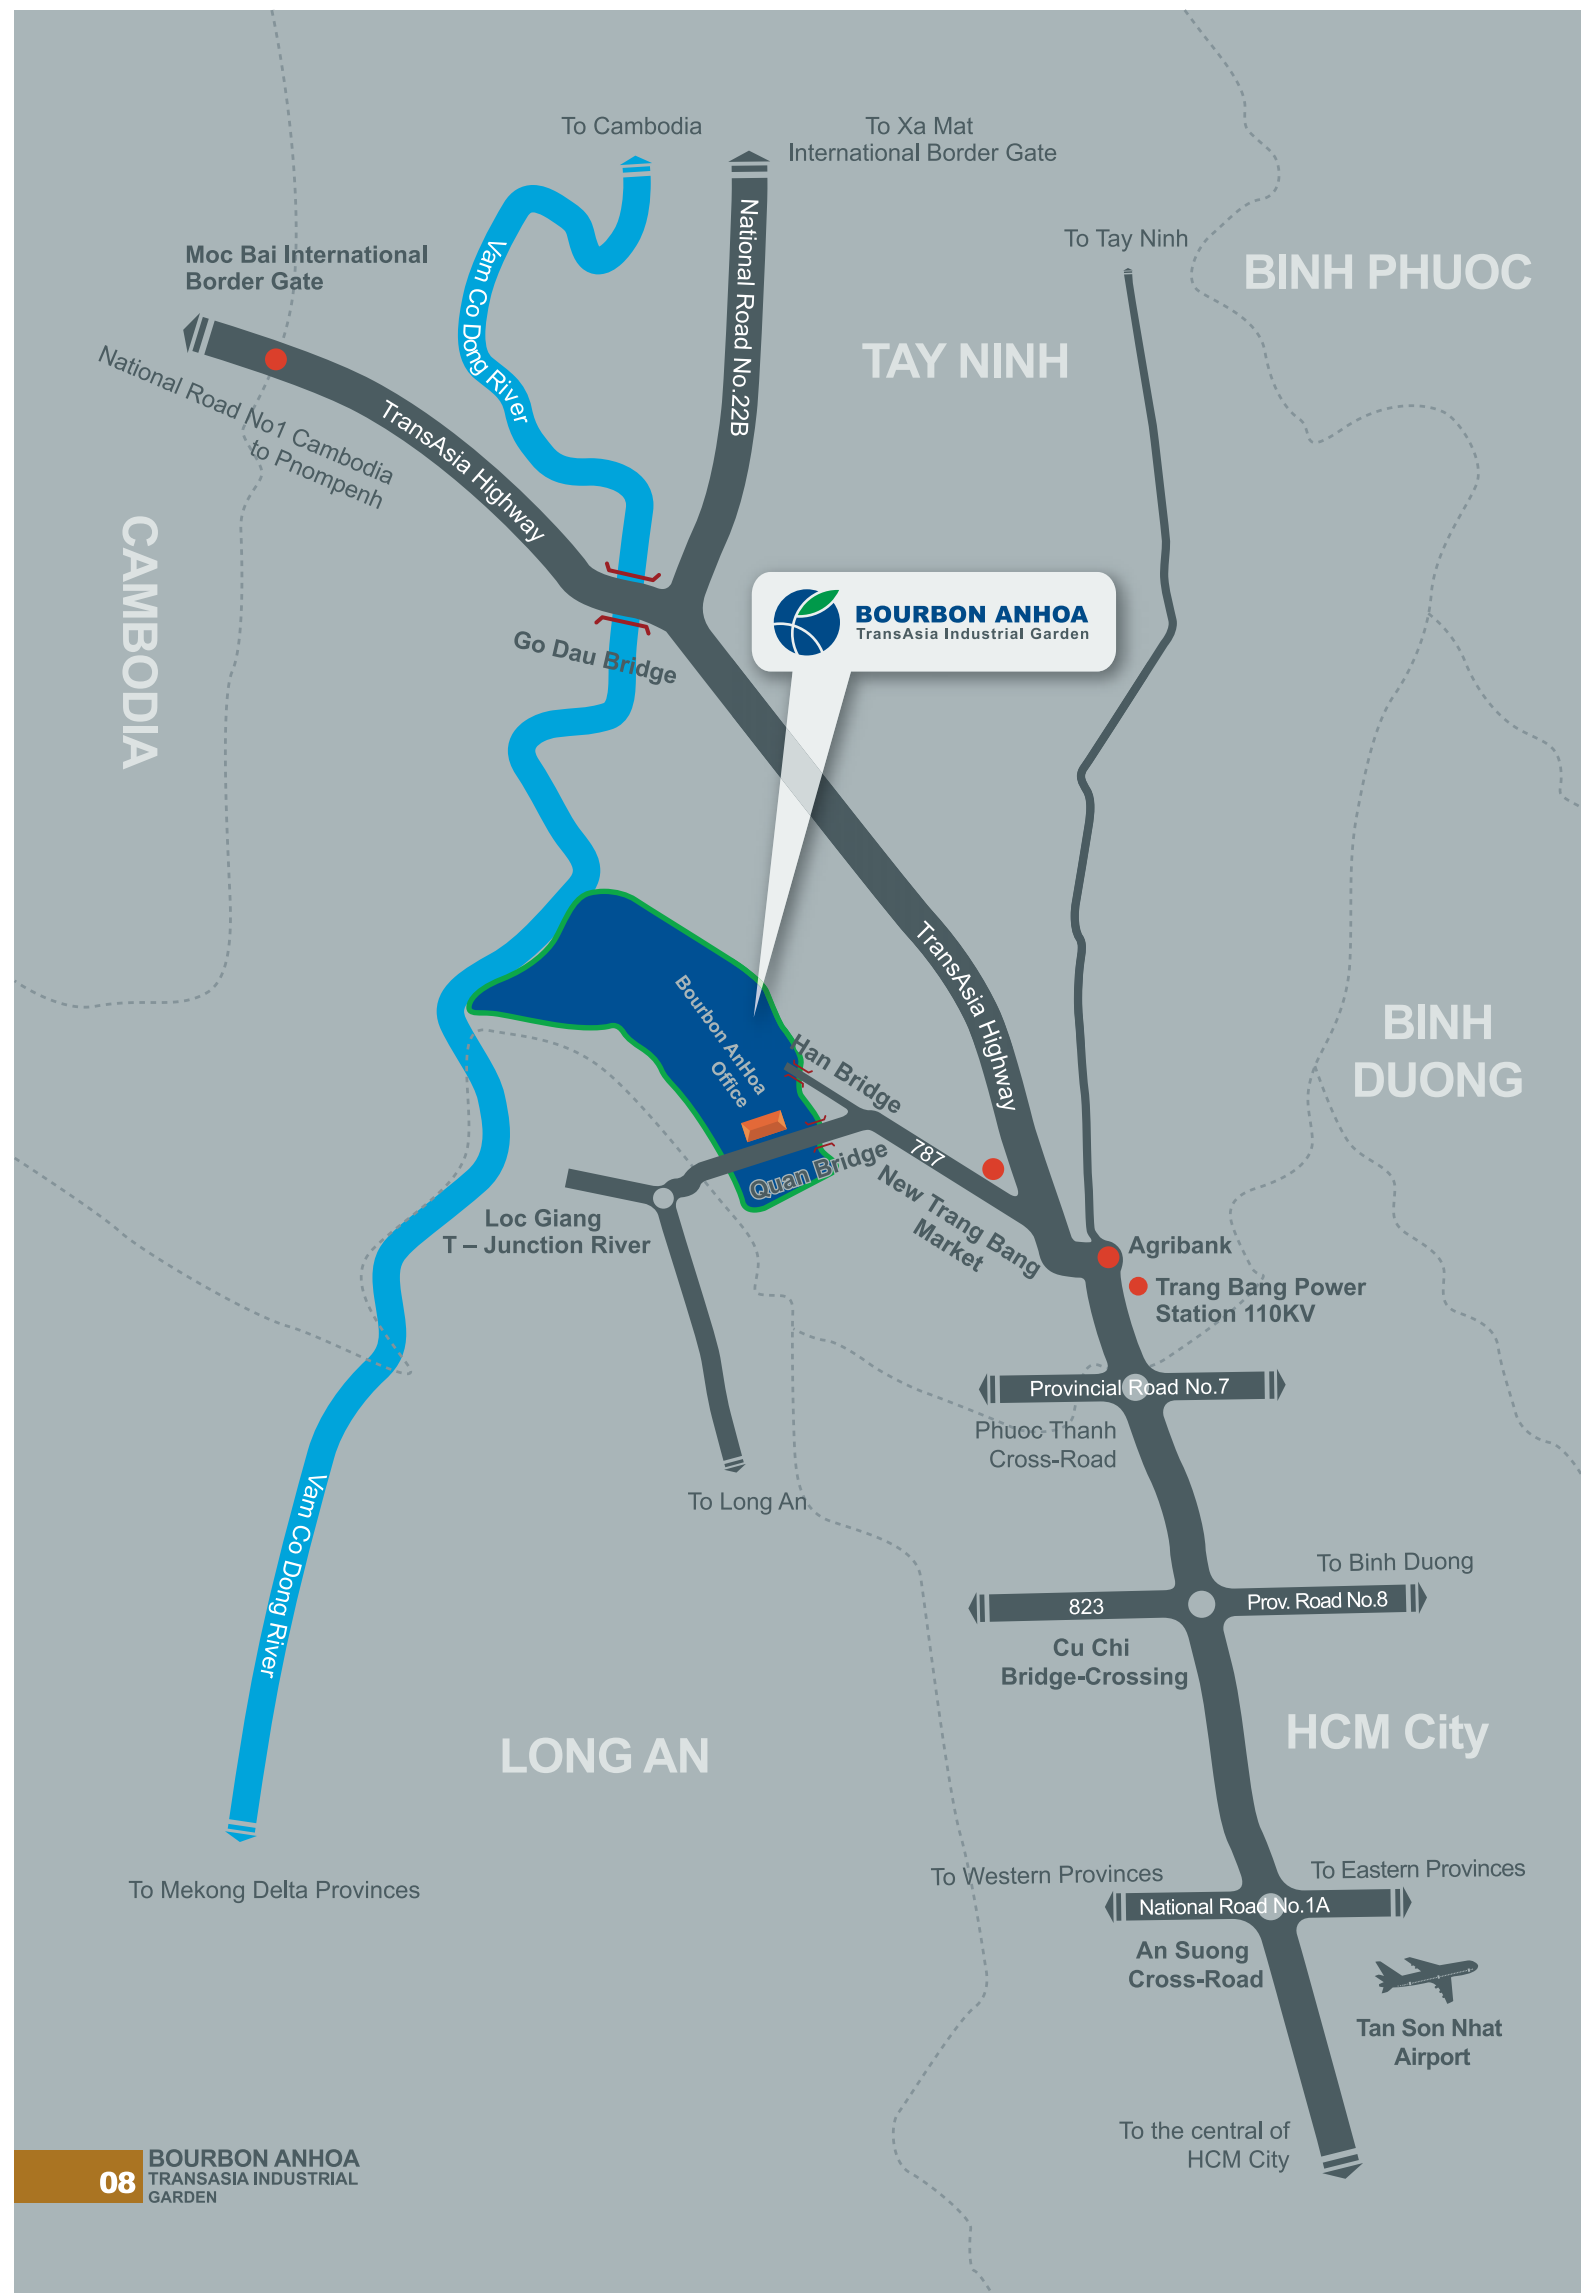 To Cambodia
To Xa Mat
International Border Gate
National Road No.22B
Vam Co Dong River
To Tay Ninh
Moc Bai International
Border Gate
BINH PHUOC
TAY NINH
National Road No1 Cambodia
to Pnompenh
TransAsia Highway
CAMBODIA
BOURBON ANHOA
TransAsia Industrial Garden
Go Dau Bridge
TransAsia Highway
Bourbon AnHoa
Office
Han Bridge
BINH
DUONG
787
Quan Bridge
New Trang Bang
Market
Loc Giang
T – Junction River
Agribank
Trang Bang Power
Station 110KV
Provincial Road No.7
Phuoc Thanh
Cross-Road
To Long An
Vam Co Dong River
To Binh Duong
823
Prov. Road No.8
Cu Chi
Bridge-Crossing
HCM City
LONG AN
To Western Provinces
To Eastern Provinces
To Mekong Delta Provinces
National Road No.1A
An Suong
Cross-Road
Tan Son Nhat
Airport
To the central of
HCM City
08
BOURBON ANHOA
TRANSASIA INDUSTRIAL
GARDEN